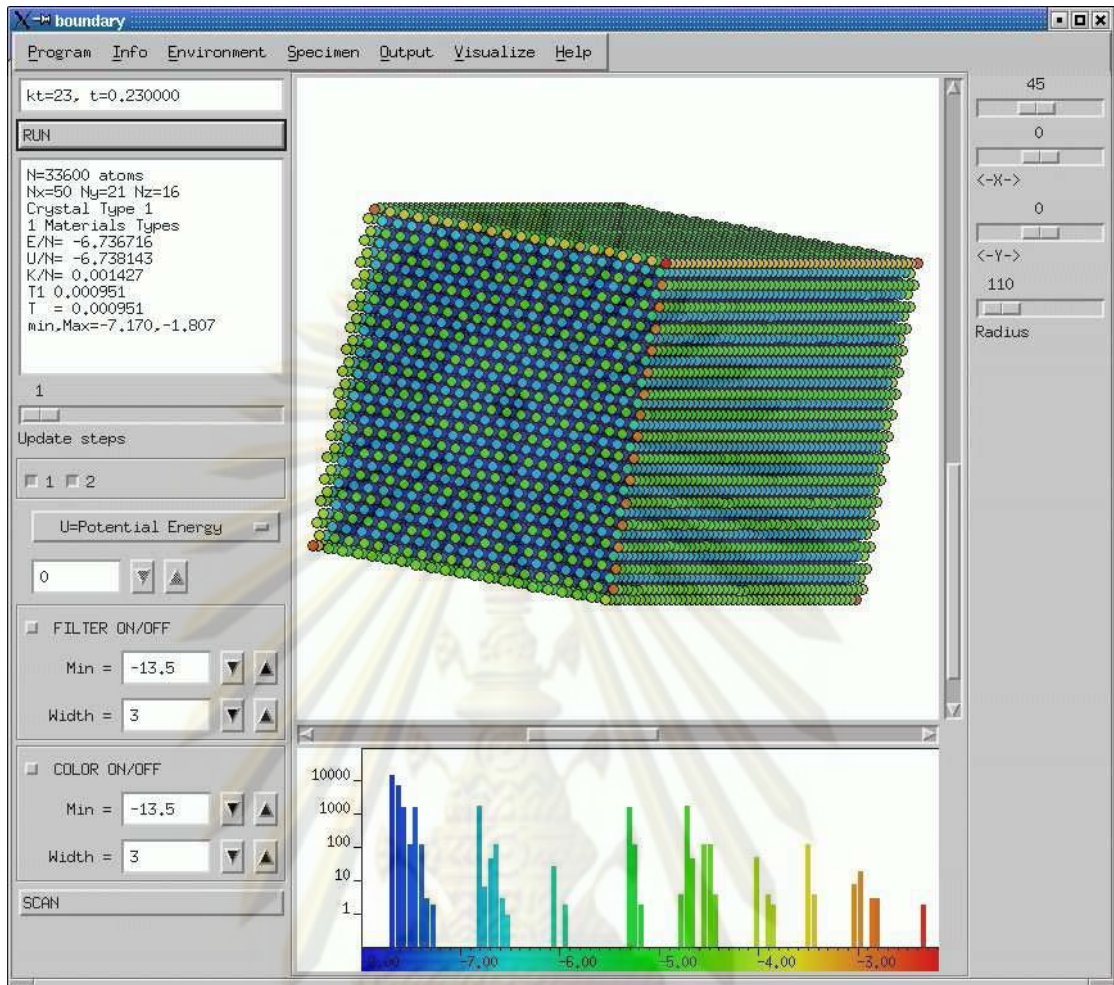 boundary
Program Info Environment Specimen Output Visualize Help
kt=23, t=0.230000
RUN
N=33600 atoms
Nx=50 Ny=21 Nz=16
Crystal Type 1
1 Materials Types
E/N= -6.736716
U/N= -6.738143
K/N= 0.001427
T1 0.000951
T = 0.000951
min,Max=-7.170,-1.807
1
Update steps
1 2
U=Potential Energy
0
FILTER ON/OFF
Min = -13.5
Width = 3
COLOR ON/OFF
Min = -13.5
Width = 3
SCAN
45
0
<-X->
0
<-Y->
110
Radius
10000
1000
100
10
1
-7.00 -6.00 -5.00 -4.00 -3.00